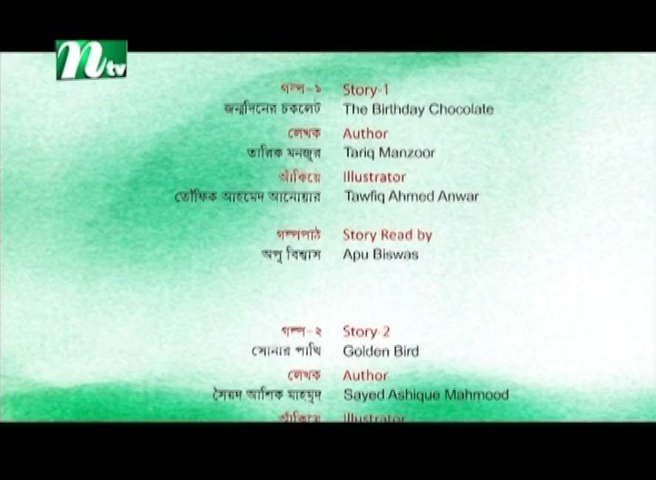 ntv
গল্প-১ Story-1
জন্মদিনের চকলেট The Birthday Chocolate
লেখক Author
তারিক মনজুর Tariq Manzoor
আঁকিয়ে Illustrator
তৌফিক আহমেদ আনোয়ার Tawfiq Ahmed Anwar
গল্পপাঠ Story Read by
অপু বিশ্বাস Apu Biswas
গল্প-২ Story-2
সোনার পাখি Golden Bird
লেখক Author
সৈয়দ আশিক মাহমুদ Sayed Ashique Mahmood
আঁকিয়ে Illustrator